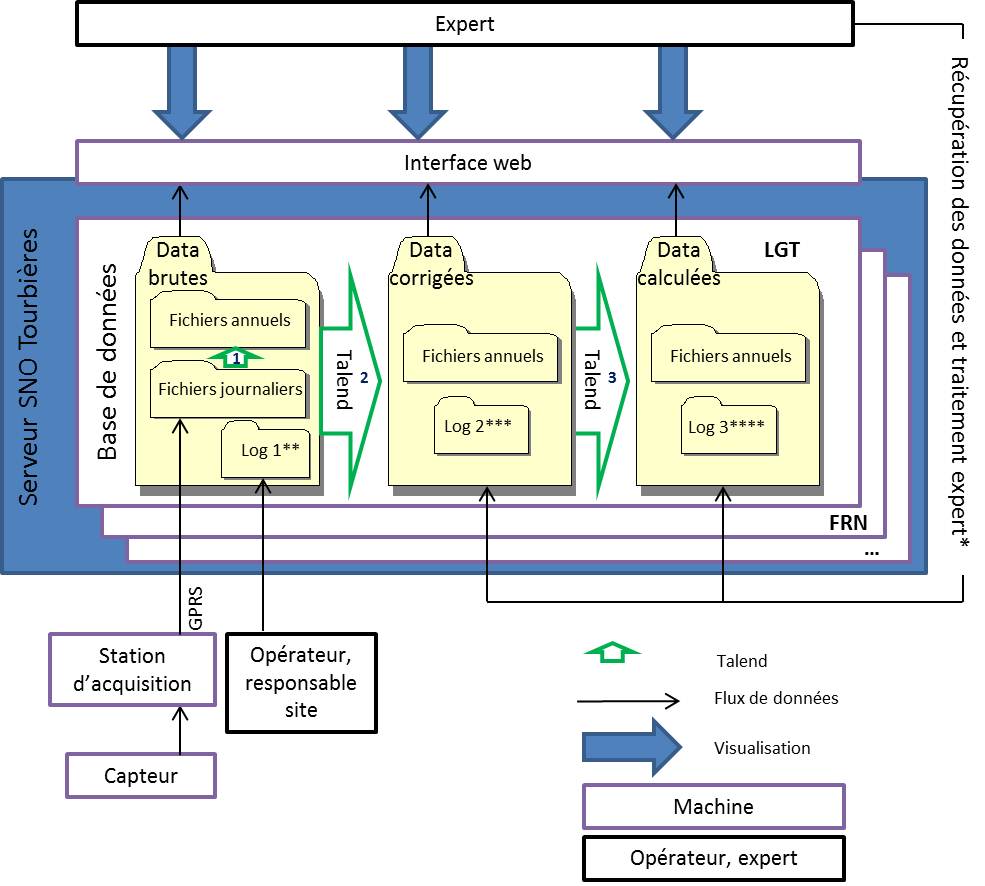 Expert
Récupération des données et traitement expert*
Interface web
Serveur SNO Tourbières
Base de données
LGT
Data
brutes
Fichiers annuels
1
Fichiers journaliers
Log 1**
Talend
2
Data
corrigées
Fichiers annuels
Log 2***
Talend
3
Data
calculées
Fichiers annuels
Log 3****
FRN
...
GPRS
Station
d’acquisition
Opérateur,
responsable
site
Capteur
Talend
Flux de données
Visualisation
Machine
Opérateur, expert